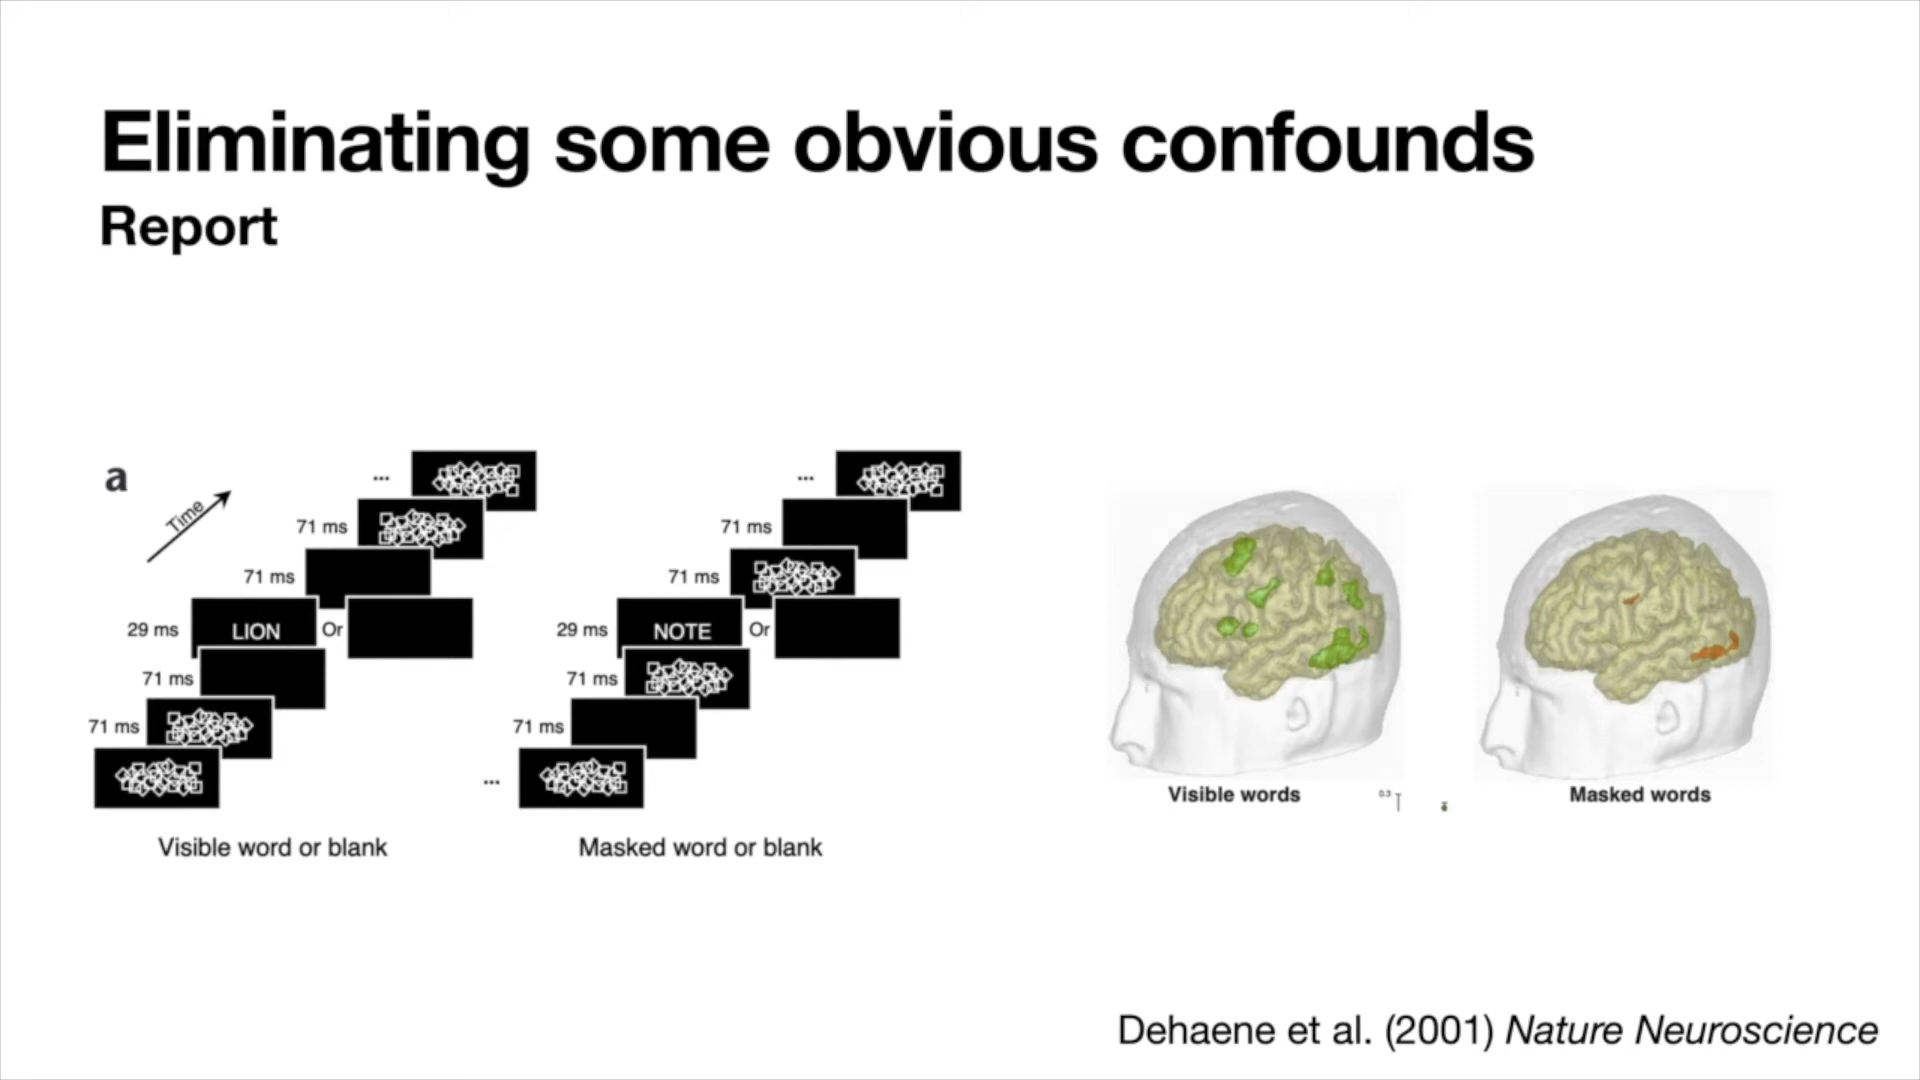 Eliminating some obvious confounds
Report
a
Time
...
71 ms
71 ms
29 ms
LION
Or
71 ms
71 ms
Visible word or blank
...
71 ms
71 ms
29 ms
NOTE
Or
71 ms
71 ms
...
Masked word or blank
Visible words
0.3
Masked words
Dehaene et al. (2001) Nature Neuroscience